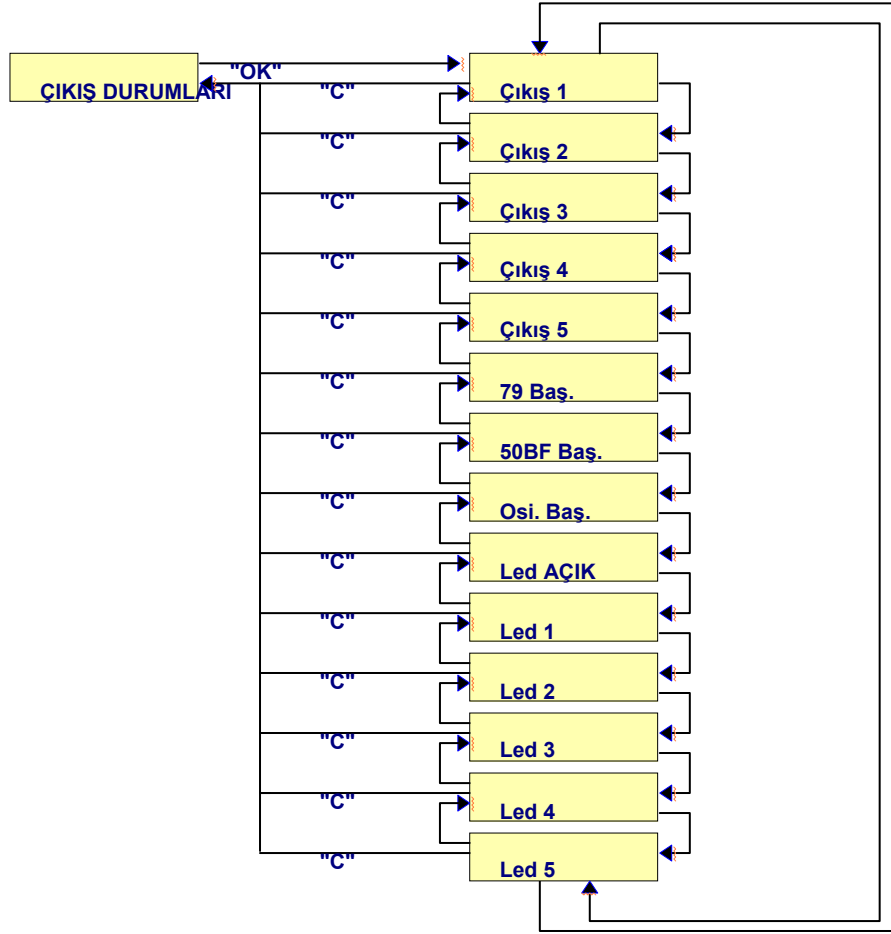 "OK"
ÇIKIŞ DURUMLARI
"C"
Çıkış 1
"C"
Çıkış 2
"C"
Çıkış 3
"C"
Çıkış 4
"C"
Çıkış 5
"C"
79 Baş.
"C"
50BF Baş.
"C"
Osi. Baş.
"C"
Led AÇIK
"C"
Led 1
"C"
Led 2
"C"
Led 3
"C"
Led 4
"C"
Led 5